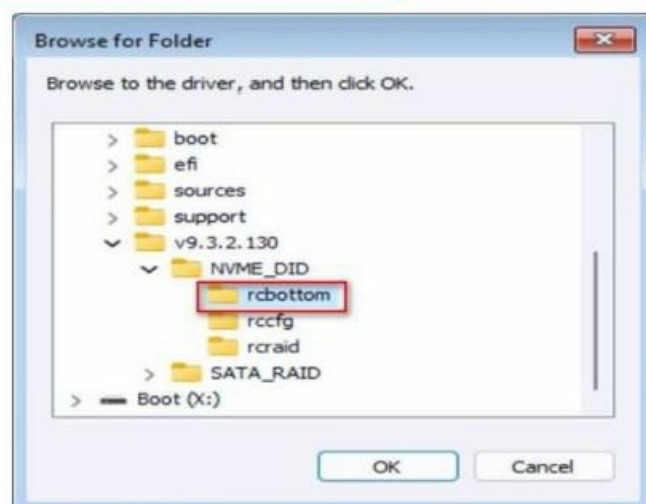 Browse for Folder
Browse to the driver, and then click OK.
boot
efi
sources
support
v9.3.2.130
NVME_DID
rcbottom
rccfg
rcraid
SATA_RAID
Boot (X:)
OK Cancel